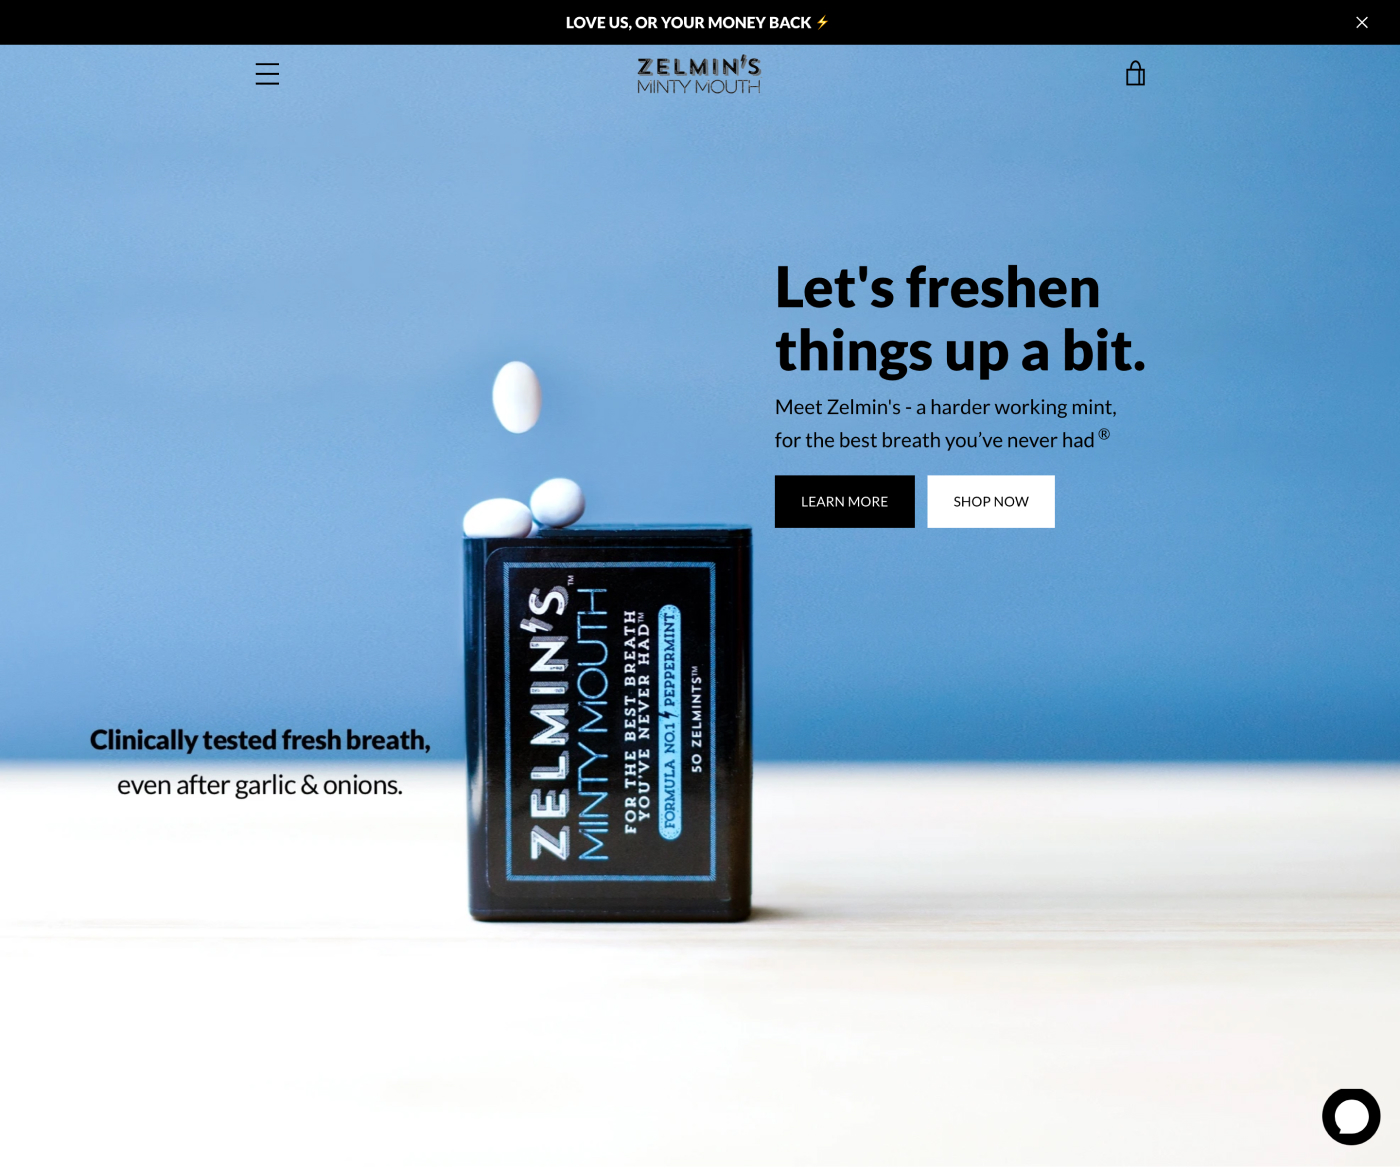 LOVE US, OR YOUR MONEY BACK ⚡
ZELMIN'S
MINTY MOUTH
Let's freshen
things up a bit.
Meet Zelmin's - a harder working mint,
for the best breath you’ve never had ®
LEARN MORE
SHOP NOW
Clinically tested fresh breath,
even after garlic & onions.
ZELMIN'S™
MINTY MOUTH
FOR THE BEST BREATH
YOU'VE NEVER HAD™
FORMULA NO.1 PEPPERMINT
50 ZELMINTS™